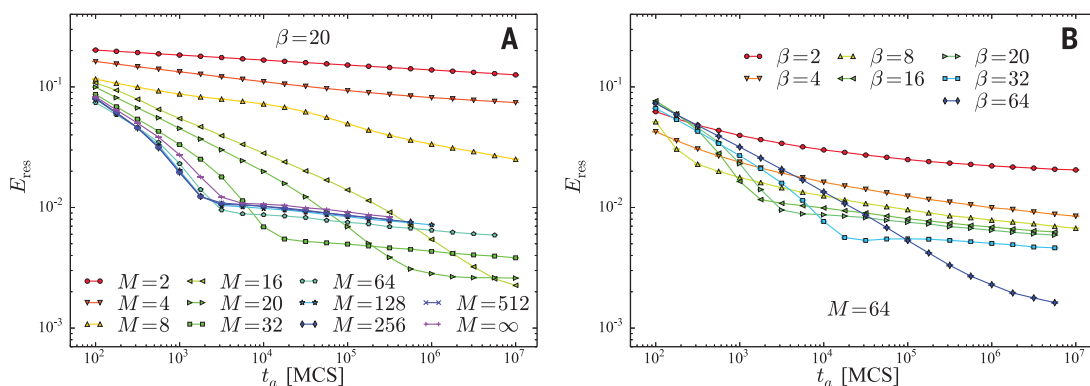 β=20
A
E_res
10^-1
10^-2
10^-3
M=2
M=4
M=8
M=16
M=20
M=32
M=64
M=128
M=256
M=512
M=∞
10^2 10^3 10^4 10^5 10^6 10^7
t_a [MCS]
B
β=2
β=4
β=8
β=16
β=20
β=32
β=64
E_res
10^-1
10^-2
10^-3
M=64
10^2 10^3 10^4 10^5 10^6 10^7
t_a [MCS]